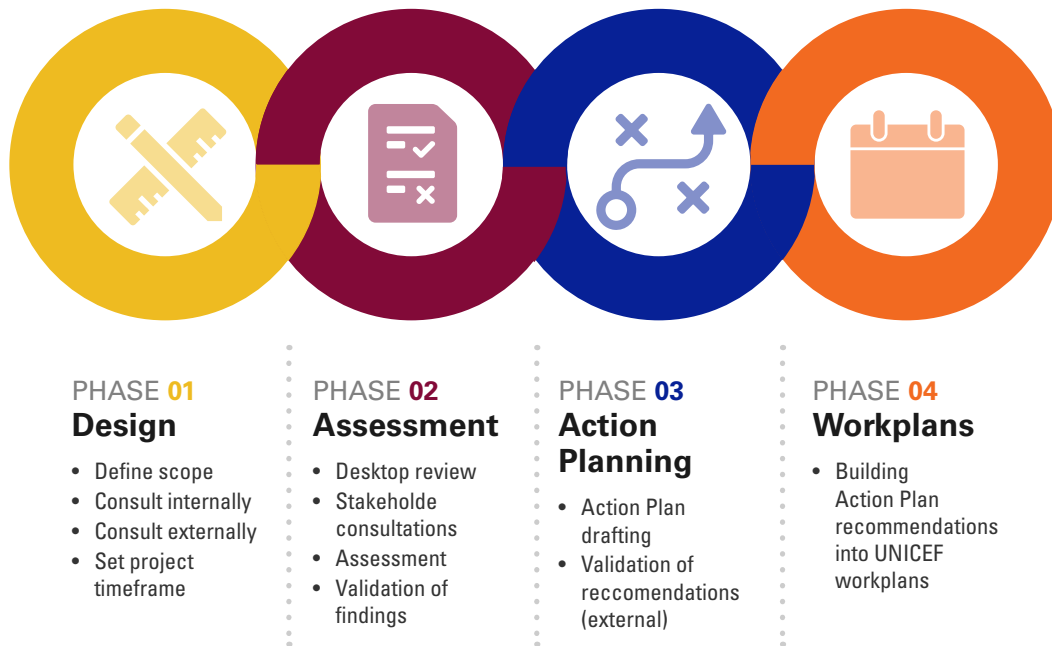 PHASE 01
Design
• Define scope
• Consult internally
• Consult externally
• Set project
timeframe
PHASE 02
Assessment
• Desktop review
• Stakeholde
consultations
• Assessment
• Validation of
findings
PHASE 03
Action
Planning
• Action Plan
drafting
• Validation of
reccomendations
(external)
PHASE 04
Workplans
• Building
Action Plan
recommendations
into UNICEF
workplans